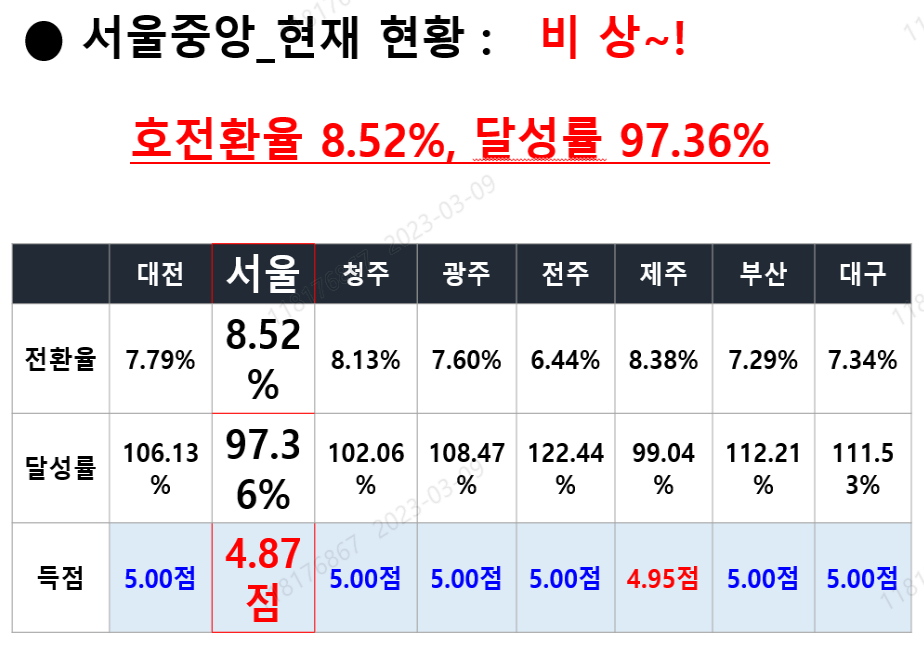 ● 서울중앙_현재 현황 : 비 상~!
호전환율 8.52%, 달성률 97.36%
대전 서울 청주 광주 전주 제주 부산 대구
전환율 7.79% 8.52% 8.13% 7.60% 6.44% 8.38% 7.29% 7.34%
달성률 106.13% 97.36% 102.06% 108.47% 122.44% 99.04% 112.21% 111.53%
득점 5.00점 4.87점 5.00점 5.00점 5.00점 4.95점 5.00점 5.00점
118176867 2023-03-09
118176867 2023-03-09